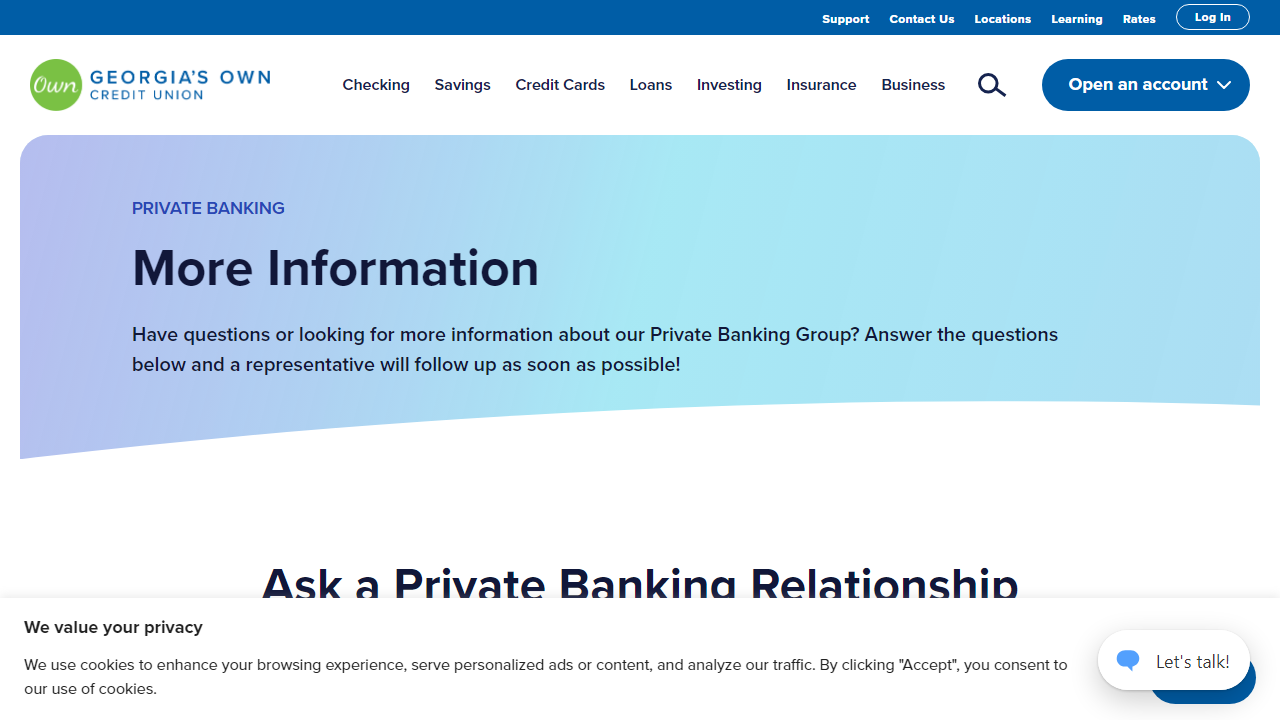 Support Contact Us Locations Learning Rates Log In
Own GEORGIA'S OWN
CREDIT UNION
Checking Savings Credit Cards Loans Investing Insurance Business Open an account
PRIVATE BANKING
More Information
Have questions or looking for more information about our Private Banking Group? Answer the questions
below and a representative will follow up as soon as possible!
Ask a Private Banking Relationship
We value your privacy
We use cookies to enhance your browsing experience, serve personalized ads or content, and analyze our traffic. By clicking "Accept", you consent to
our use of cookies.
Let's talk!